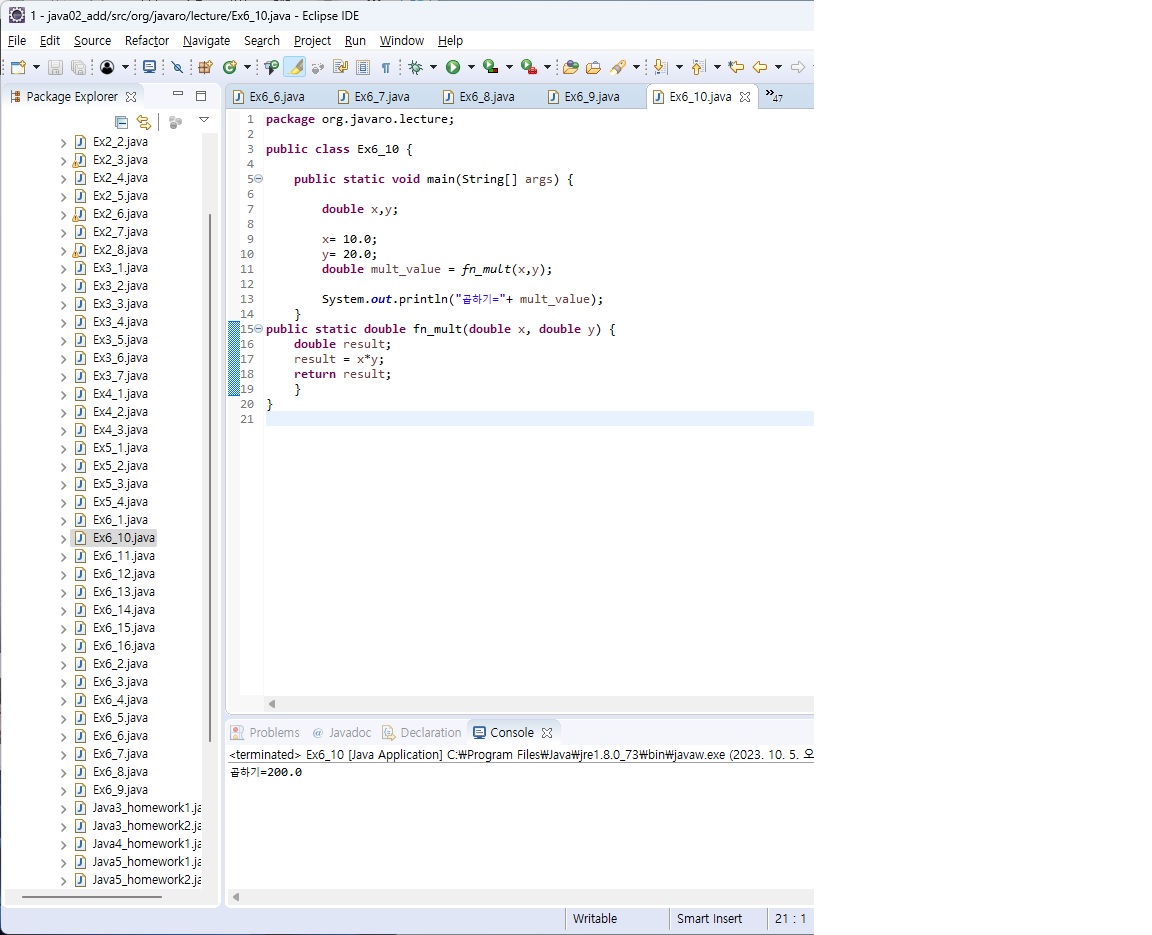 1 - java02_add/src/org/javaro/lecture/Ex6_10.java - Eclipse IDE
File Edit Source Refactor Navigate Search Project Run Window Help
Package Explorer
Ex2_2.java
Ex2_3.java
Ex2_4.java
Ex2_5.java
Ex2_6.java
Ex2_7.java
Ex2_8.java
Ex3_1.java
Ex3_2.java
Ex3_3.java
Ex3_4.java
Ex3_5.java
Ex3_6.java
Ex3_7.java
Ex4_1.java
Ex4_2.java
Ex4_3.java
Ex5_1.java
Ex5_2.java
Ex5_3.java
Ex5_4.java
Ex6_1.java
Ex6_10.java
Ex6_11.java
Ex6_12.java
Ex6_13.java
Ex6_14.java
Ex6_15.java
Ex6_16.java
Ex6_2.java
Ex6_3.java
Ex6_4.java
Ex6_5.java
Ex6_6.java
Ex6_7.java
Ex6_8.java
Ex6_9.java
Java3_homework1.ja
Java3_homework2.ja
Java4_homework1.ja
Java5_homework1.ja
Java5_homework2.ja
Ex6_6.java Ex6_7.java Ex6_8.java Ex6_9.java Ex6_10.java »47
1 package org.javaro.lecture;
2
3 public class Ex6_10 {
4
5 public static void main(String[] args) {
6
7 double x,y;
8
9 x= 10.0;
10 y= 20.0;
11 double mult_value = fn_mult(x,y);
12
13 System.out.println("곱하기="+ mult_value);
14 }
15 public static double fn_mult(double x, double y) {
16 double result;
17 result = x*y;
18 return result;
19 }
20 }
21
Problems @ Javadoc Declaration Console
<terminated> Ex6_10 [Java Application] C:₩Program Files₩Java₩jre1.8.0_73₩bin₩javaw.exe (2023. 10. 5. 오
곱하기=200.0
Writable Smart Insert 21 : 1